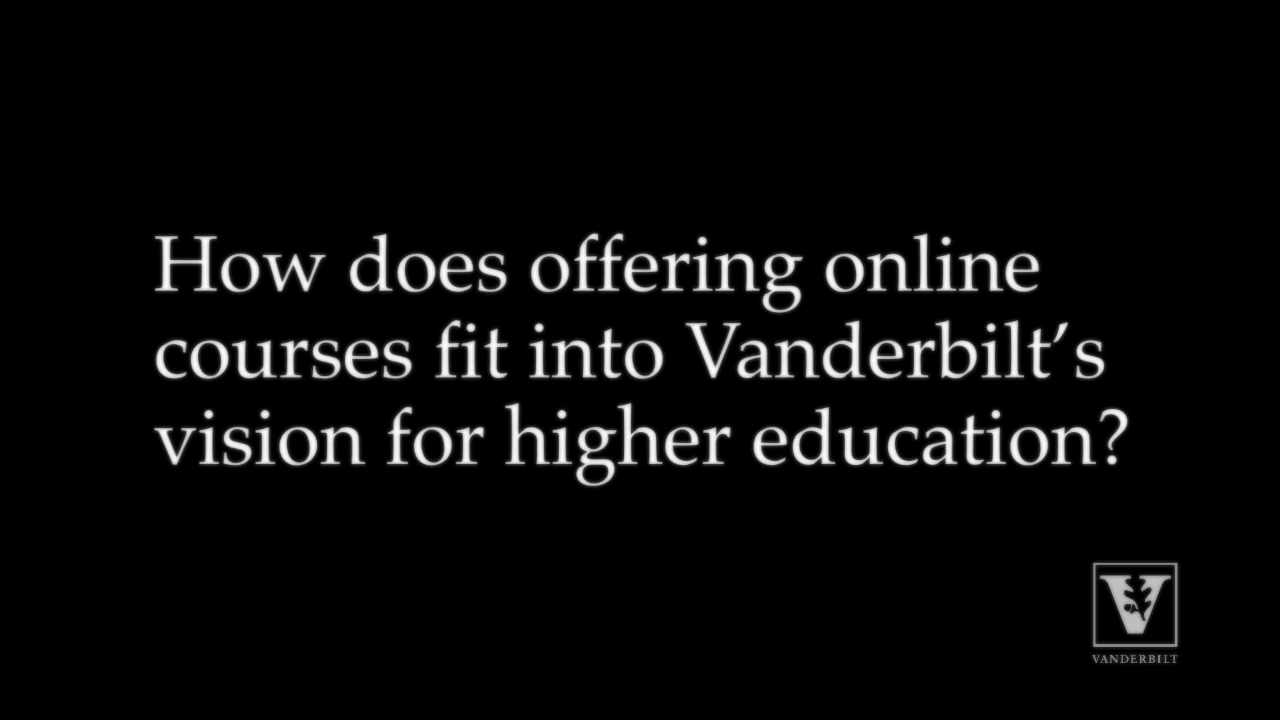 How does offering online
courses fit into Vanderbilt’s
vision for higher education?
V
VANDERBILT